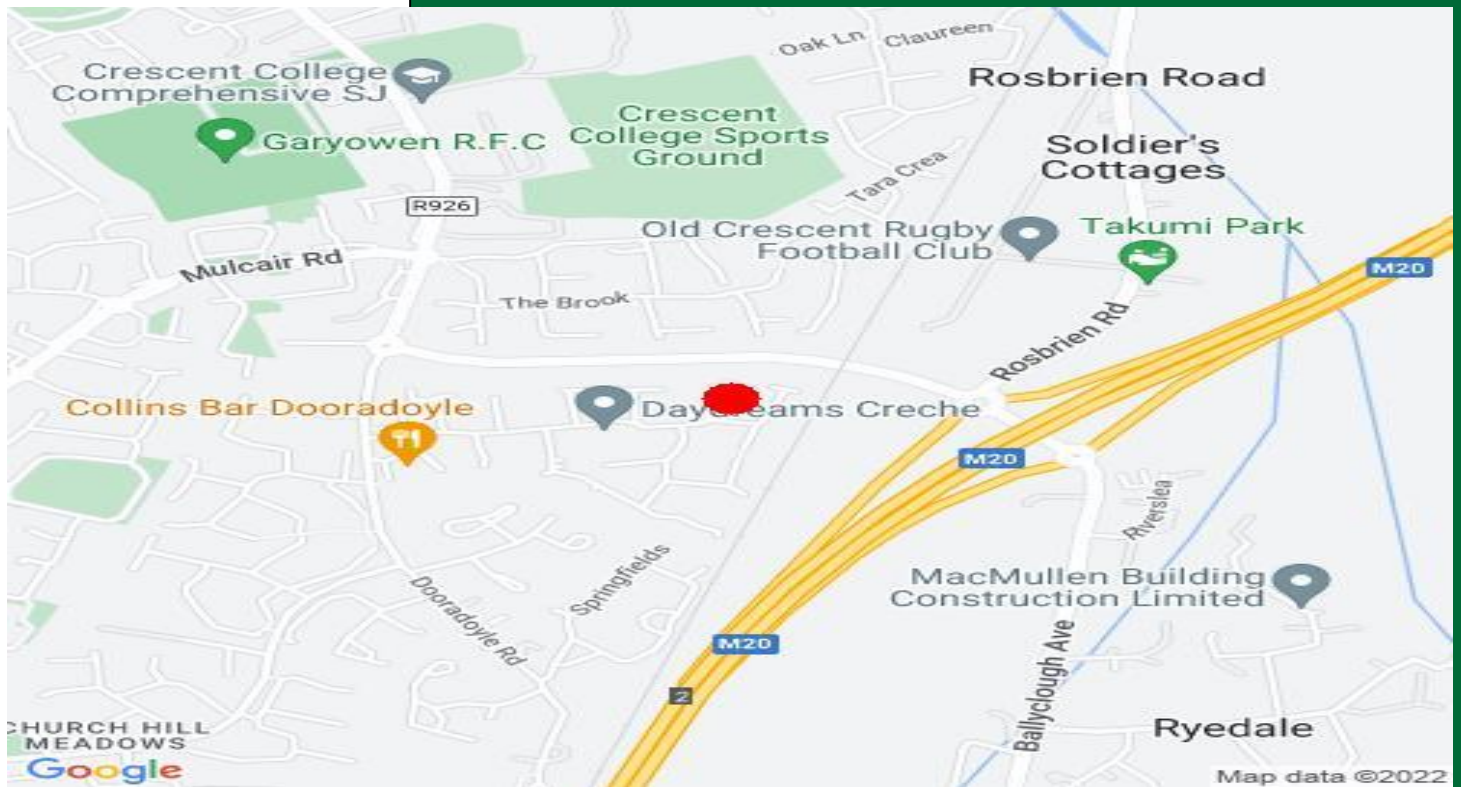 Oak Ln
Claureen
Crescent College
Comprehensive SJ
Rosbrien Road
Garyowen R.F.C
Crescent
College Sports
Ground
Soldier's
Cottages
Tara Crea
R926
Old Crescent Rugby
Football Club
Takumi Park
Mulcair Rd
M20
The Brook
Rosbrien Rd
Collins Bar Dooradoyle
Daydreams Creche
M20
Riverslea
Springfields
Dooradoyle Rd
MacMullen Building
Construction Limited
M20
2
Ballyclough Ave
CHURCH HILL
MEADOWS
Ryedale
Google
Map data ©2022